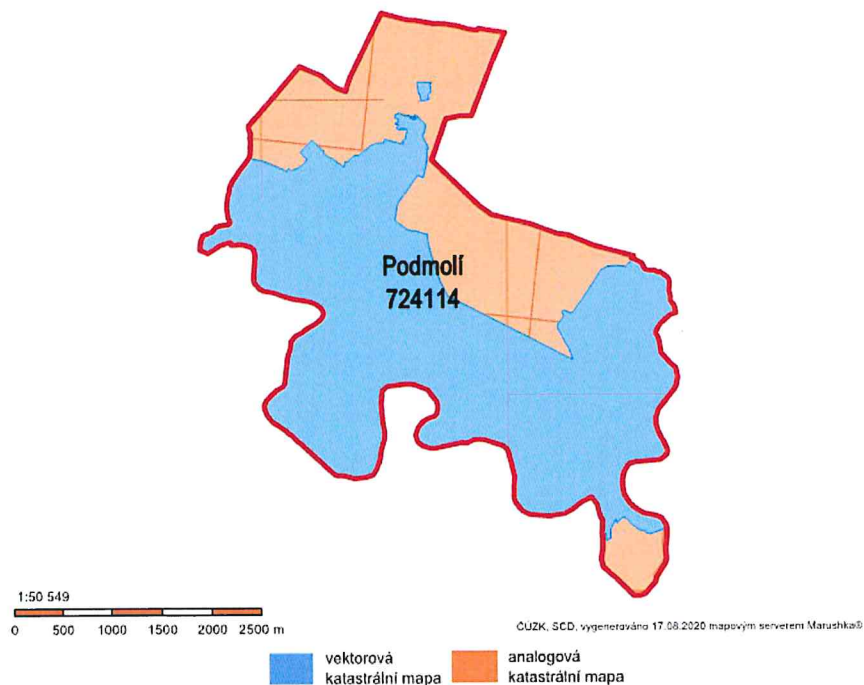 Podmolí
724114
1:50 549
0 500 1000 1500 2000 2500 m
ČÚZK, SCD, vygenerováno 17.08.2020 mapovým serverem Marushka®
vektorová
katastrální mapa
analogová
katastrální mapa